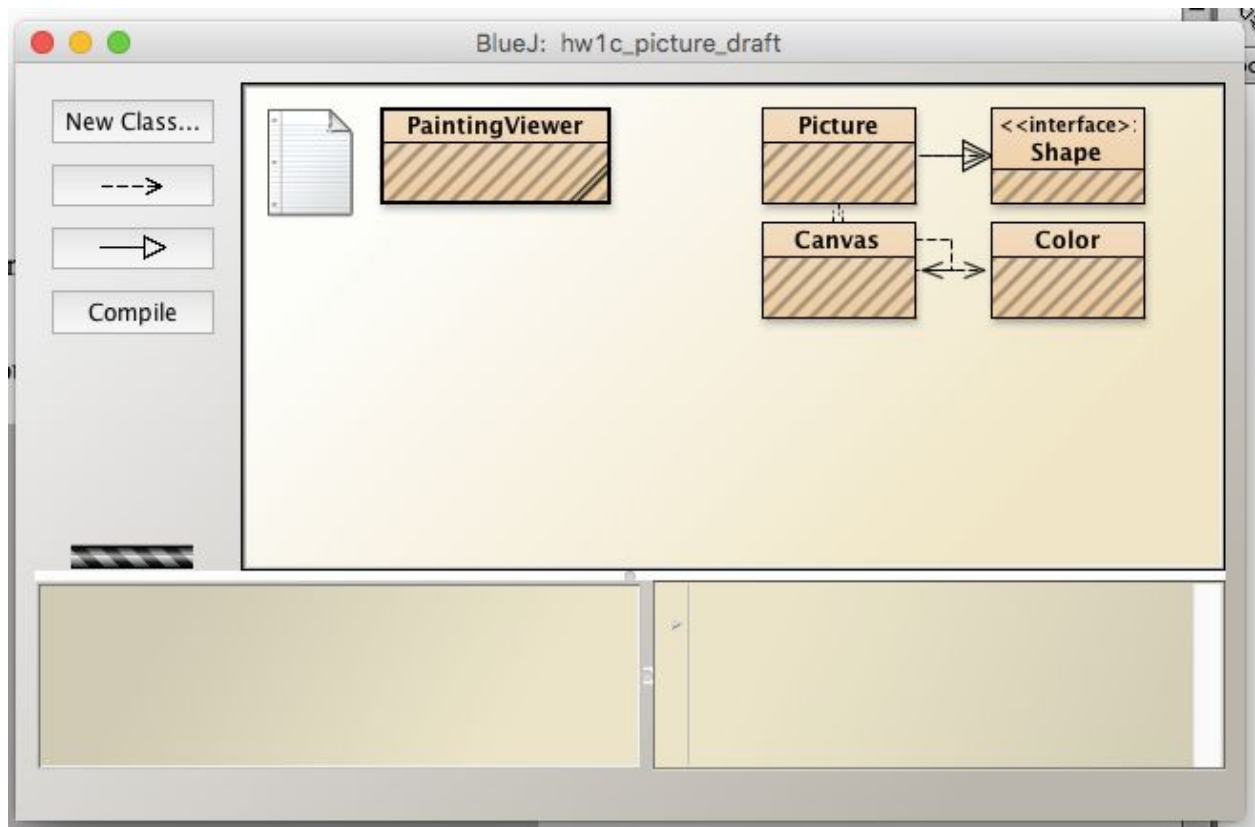 BlueJ: hw1c_picture_draft
New Class...
Compile
PaintingViewer
Picture
<<interface>:
Shape
Canvas
Color